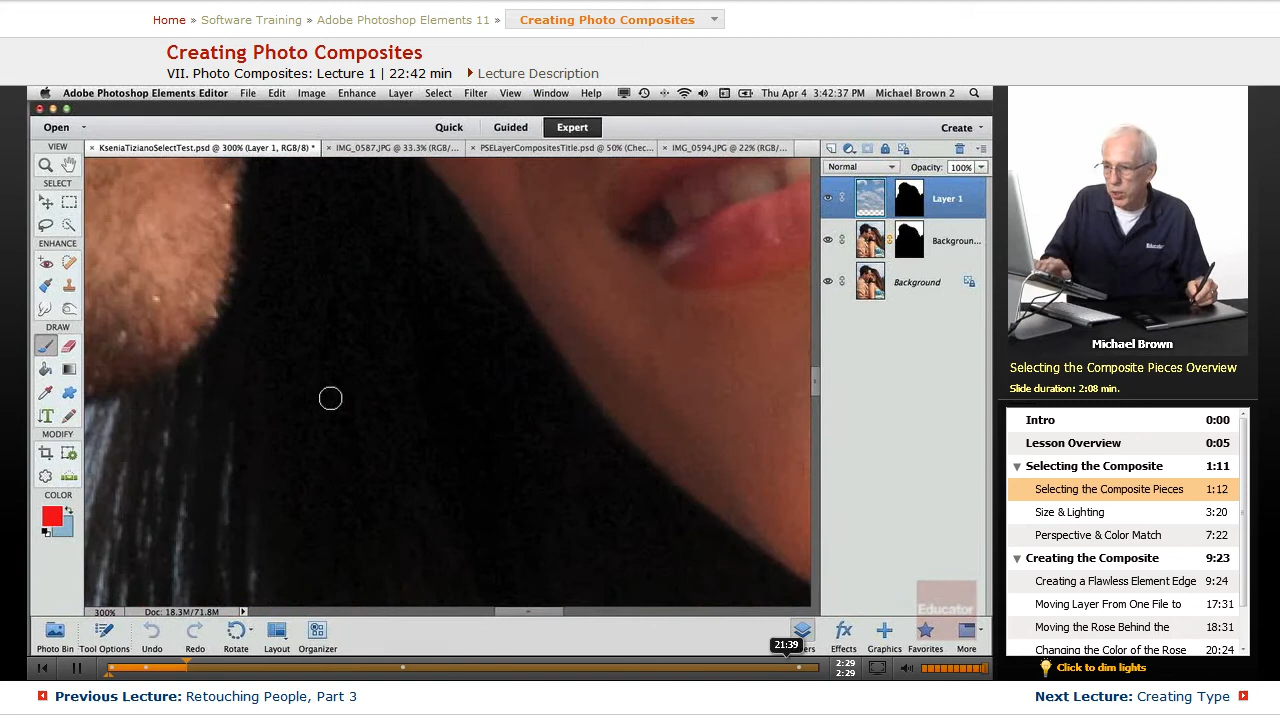 Home » Software Training » Adobe Photoshop Elements 11 » Creating Photo Composites
Creating Photo Composites
VII. Photo Composites: Lecture 1 | 22:42 min Lecture Description
Adobe Photoshop Elements Editor File Edit Image Enhance Layer Select Filter View Window Help Thu Apr 4 3:42:37 PM Michael Brown 2
Open Quick Guided Expert Create
× KseniaTizianoSelectTest.psd @ 300% (Layer 1, RGB/8) * × IMG_0587.JPG @ 33.3% (RGB/... × PSELayerCompositesTitle.psd @ 50% (Chec... × IMG_0594.JPG @ 22% (RGB/...
VIEW
SELECT
ENHANCE
DRAW
MODIFY
COLOR
Normal Opacity: 100%
Layer 1
Backgroun...
Background
Educator
300% Doc: 18.3M/71.8M
Photo Bin Tool Options Undo Redo Rotate Layout Organizer Effects Graphics Favorites More
21:39
2:29
2:29
Educator
Michael Brown
Selecting the Composite Pieces Overview
Slide duration: 2:08 min.
Intro 0:00
Lesson Overview 0:05
Selecting the Composite 1:11
Selecting the Composite Pieces 1:12
Size & Lighting 3:20
Perspective & Color Match 7:22
Creating the Composite 9:23
Creating a Flawless Element Edge 9:24
Moving Layer From One File to 17:31
Moving the Rose Behind the 18:31
Changing the Color of the Rose 20:24
Click to dim lights
Previous Lecture: Retouching People, Part 3
Next Lecture: Creating Type